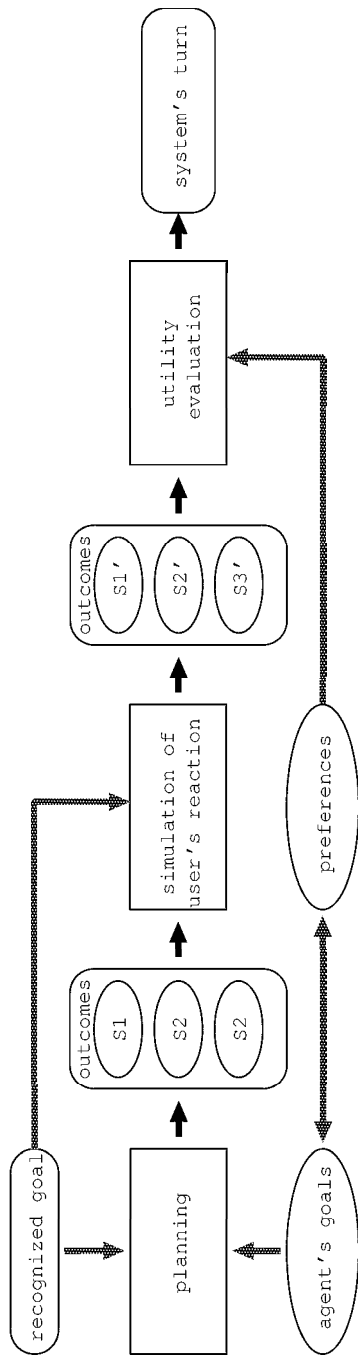 recognized goal
planning
agent's goals
outcomes
S1
S2
S2
simulation of
user's reaction
preferences
outcomes
S1'
S2'
S3'
utility
evaluation
system's turn